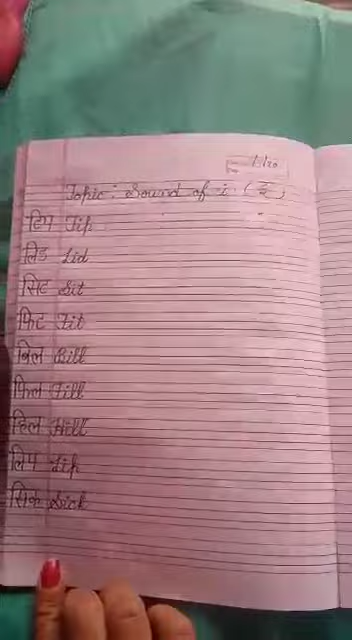 Topic: Sound of i (ि)
टिप Tip
लिड Lid
सिट Sit
फिट Fit
बिल Bill
फिल Fill
हिल Hill
लिप Lip
सिक Sick